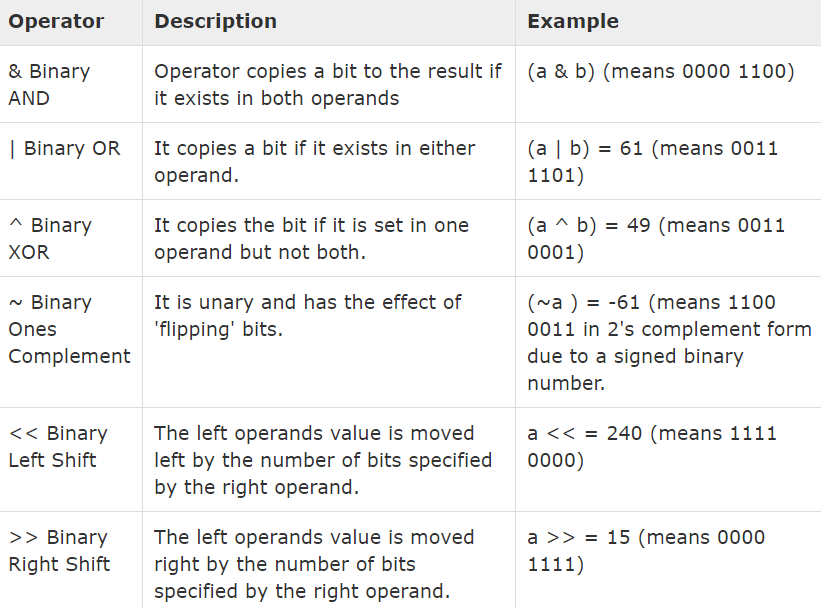 Operator Description Example
& Binary
AND
Operator copies a bit to the result if
it exists in both operands
(a & b) (means 0000 1100)
| Binary OR
It copies a bit if it exists in either
operand.
(a | b) = 61 (means 0011
1101)
^ Binary
XOR
It copies the bit if it is set in one
operand but not both.
(a ^ b) = 49 (means 0011
0001)
~ Binary
Ones
Complement
It is unary and has the effect of
'flipping' bits.
(~a ) = -61 (means 1100
0011 in 2's complement form
due to a signed binary
number.
<< Binary
Left Shift
The left operands value is moved
left by the number of bits specified
by the right operand.
a << = 240 (means 1111
0000)
>> Binary
Right Shift
The left operands value is moved
right by the number of bits
specified by the right operand.
a >> = 15 (means 0000
1111)